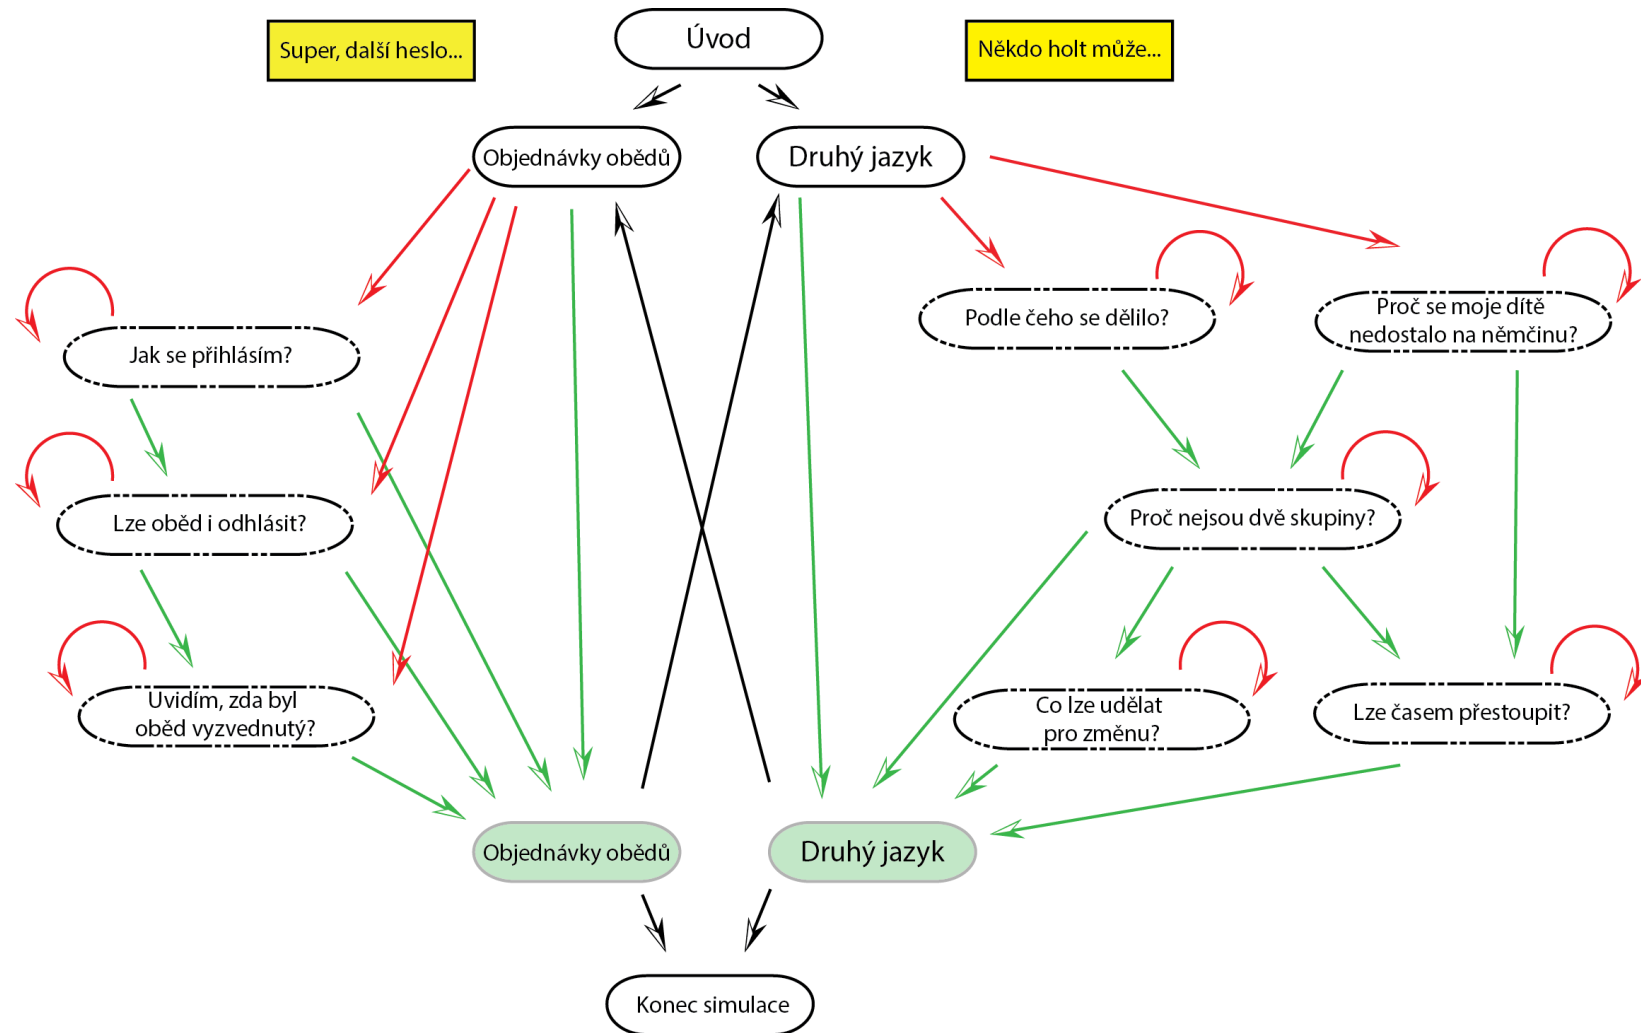 Úvod
Super, další heslo...
Někdo holt může...
Objednávky obědů
Druhý jazyk
Podle čeho se dělilo?
Proč se moje dítě
nedostalo na němčinu?
Jak se přihlásím?
Lze oběd i odhlásit?
Proč nejsou dvě skupiny?
Uvidím, zda byl
oběd vyzvednutý?
Co lze udělat
pro změnu?
Lze časem přestoupit?
Objednávky obědů
Druhý jazyk
Konec simulace